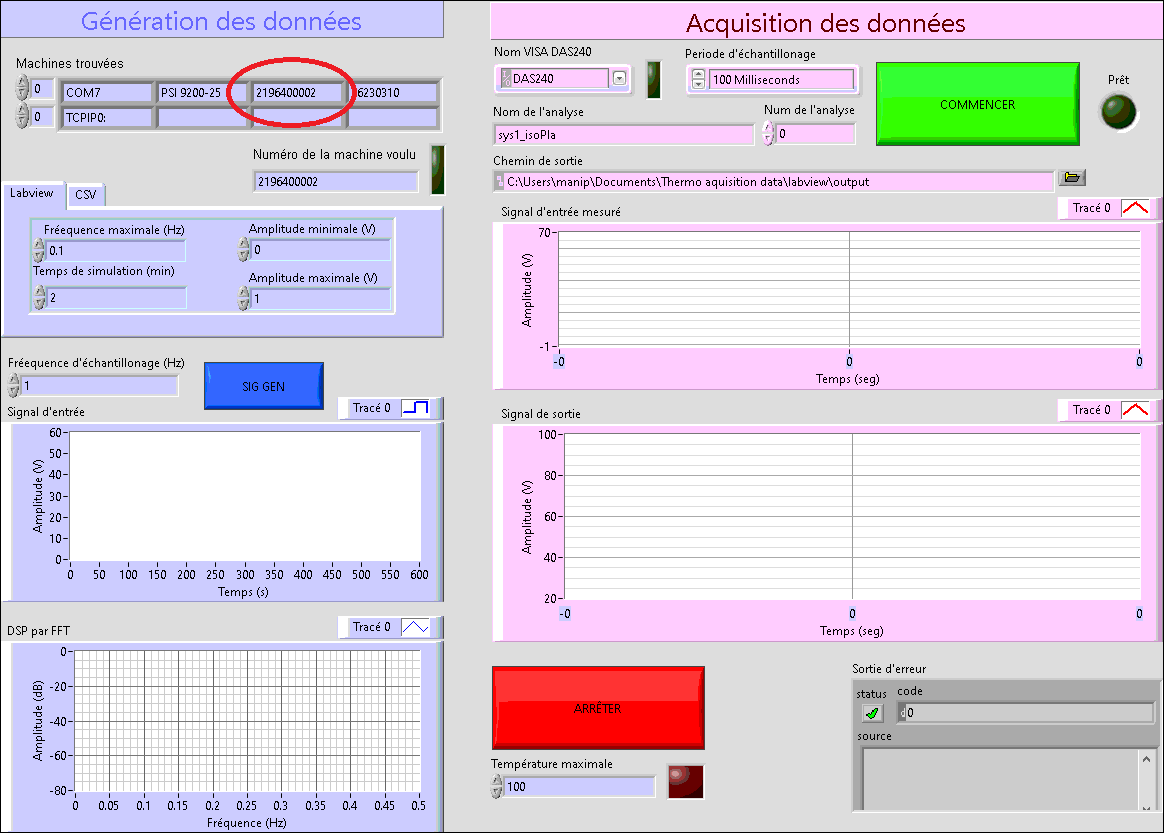 Génération des données
Machines trouvées
0 COM7 PSI 9200-25 2196400002 6230310
0 TCPIP0:
Numéro de la machine voulu
2196400002
Labview CSV
Fréequence maximale (Hz) Amplitude minimale (V)
0.1 0
Temps de simulation (min) Amplitude maximale (V)
2 1
Fréequence d'échantillonage (Hz)
1
SIG GEN
Signal d'entrée
Tracé 0
Amplitude (V)
60
50
40
30
20
10
0
0 50 100 150 200 250 300 350 400 450 500 550 600
Temps (s)
DSP par FFT
Tracé 0
Amplitude (dB)
0
-20
-40
-60
-80
0 0.05 0.1 0.15 0.2 0.25 0.3 0.35 0.4 0.45 0.5
Fréquence (Hz)
Acquisition des données
Nom VISA DAS240
DAS240
Periode d'échantillonage
100 Milliseconds
Nom de l'analyse
sys1_isoPla
Num de l'analyse
0
COMMENCER
Prêt
Chemin de sortie
C:\Users\manip\Documents\Thermo aquisition data\labview\output
Signal d'entrée mesuré
Tracé 0
Amplitude (V)
70
-1
-0 0 0
Temps (seg)
Signal de sortie
Tracé 0
Amplitude (V)
100
80
60
40
20
-0 0 0
Temps (seg)
ARRÊTER
Température maximale
100
Sortie d'erreur
status code
d0
source